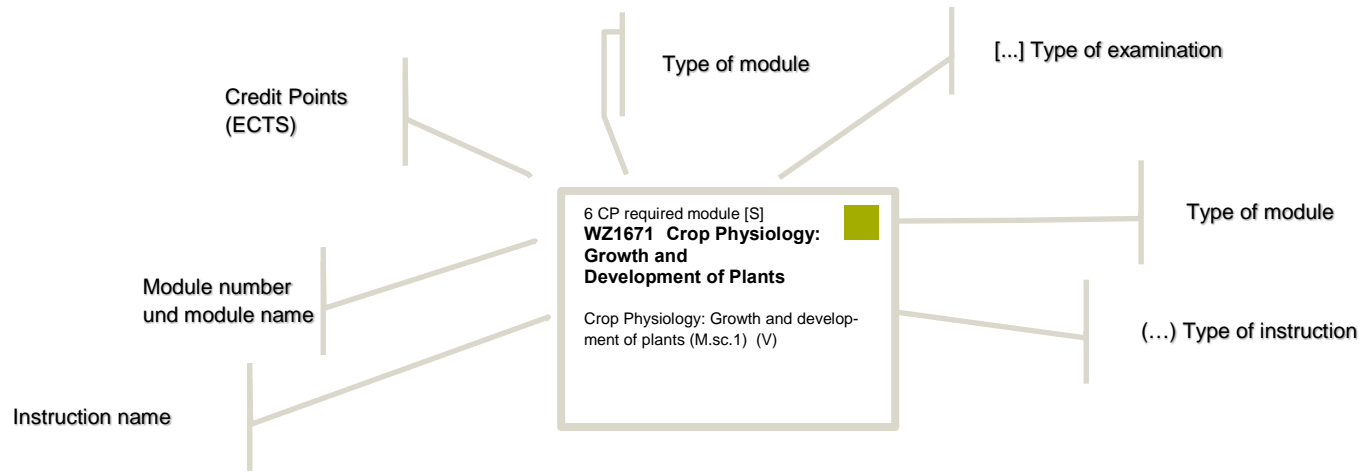 [...] Type of examination
Type of module
Credit Points
(ECTS)
6 CP required module [S]
WZ1671 Crop Physiology:
Growth and
Development of Plants
Crop Physiology: Growth and develop-
ment of plants (M.sc.1) (V)
Type of module
Module number
und module name
(…) Type of instruction
Instruction name